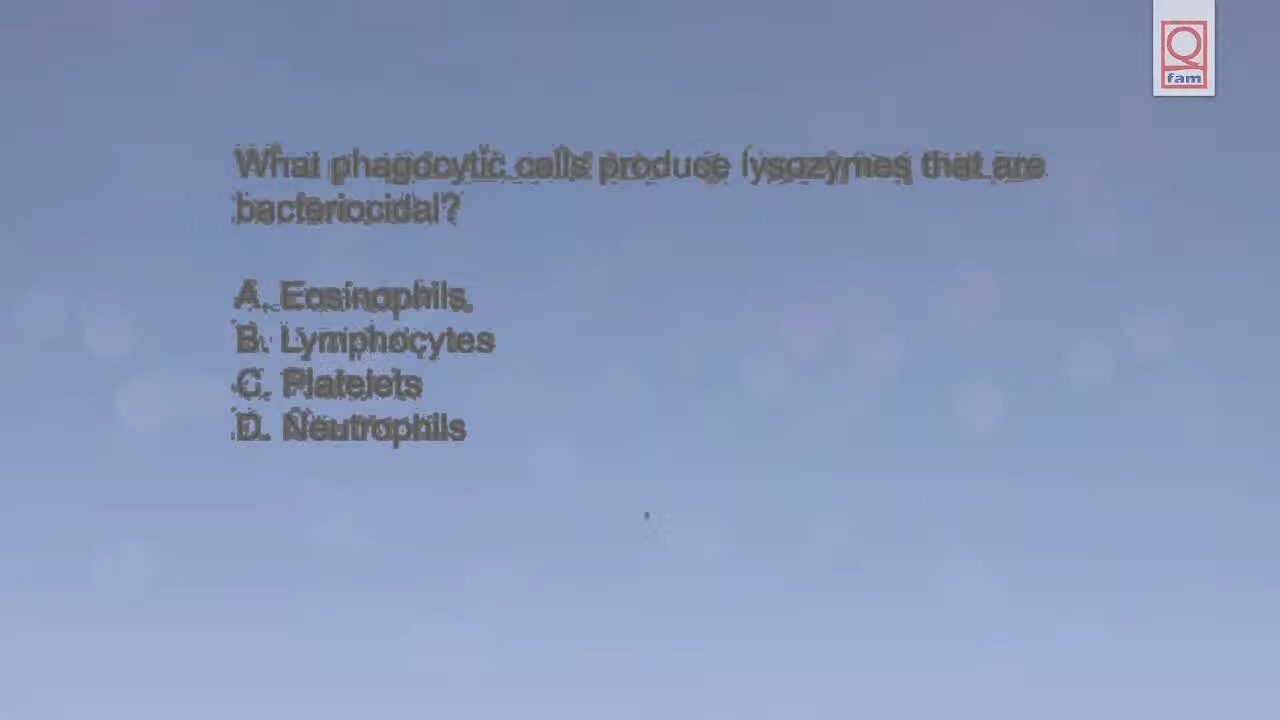 Q
fam
What phagocytic cells produce lysozymes that are
bacteriocidal?
A. Eosinophils
B. Lymphocytes
C. Platelets
D. Neutrophils